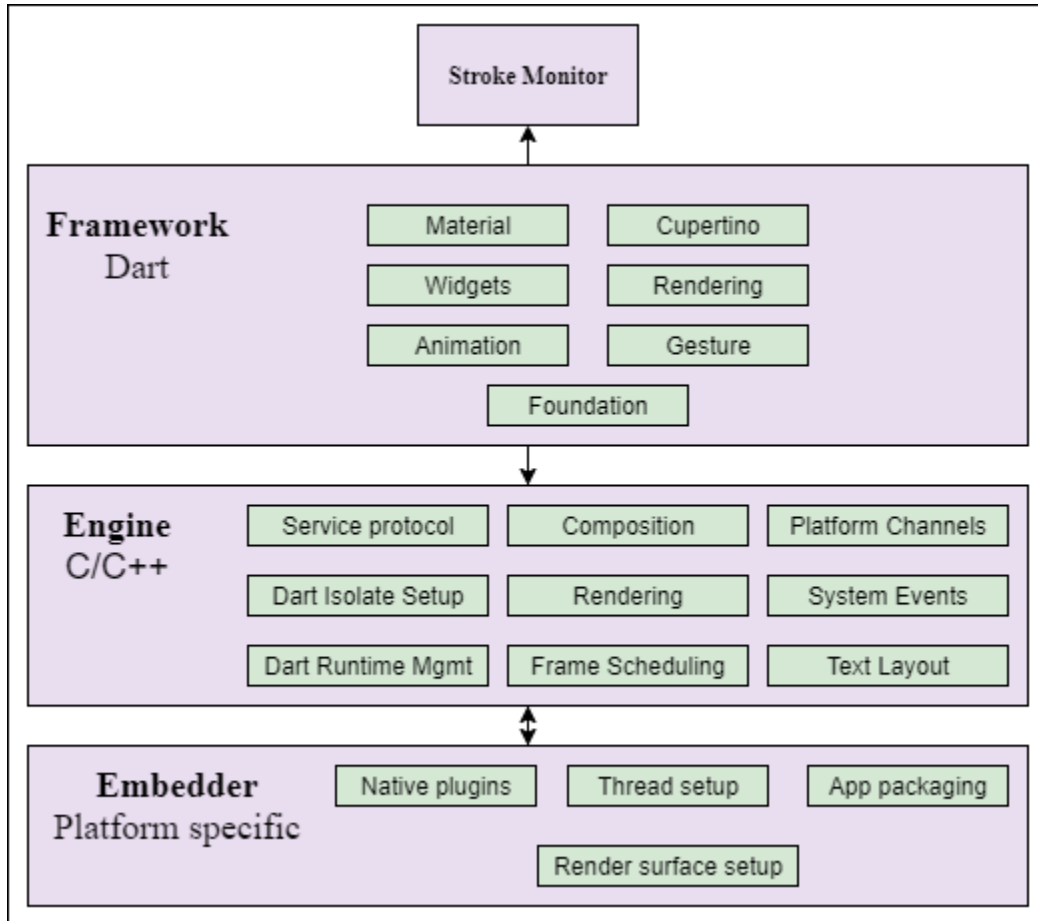 Stroke Monitor
Framework
Dart
Material
Cupertino
Widgets
Rendering
Animation
Gesture
Foundation
Engine
C/C++
Service protocol
Composition
Platform Channels
Dart Isolate Setup
Rendering
System Events
Dart Runtime Mgmt
Frame Scheduling
Text Layout
Embedder
Platform specific
Native plugins
Thread setup
App packaging
Render surface setup